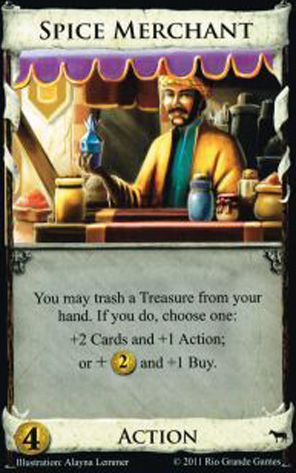 SPICE MERCHANT
You may trash a Treasure from your
hand. If you do, choose one:
+2 Cards and +1 Action;
or + 2 and +1 Buy.
4 ACTION
Illustration: Alayna Lemmer © 2011 Rio Grande Games